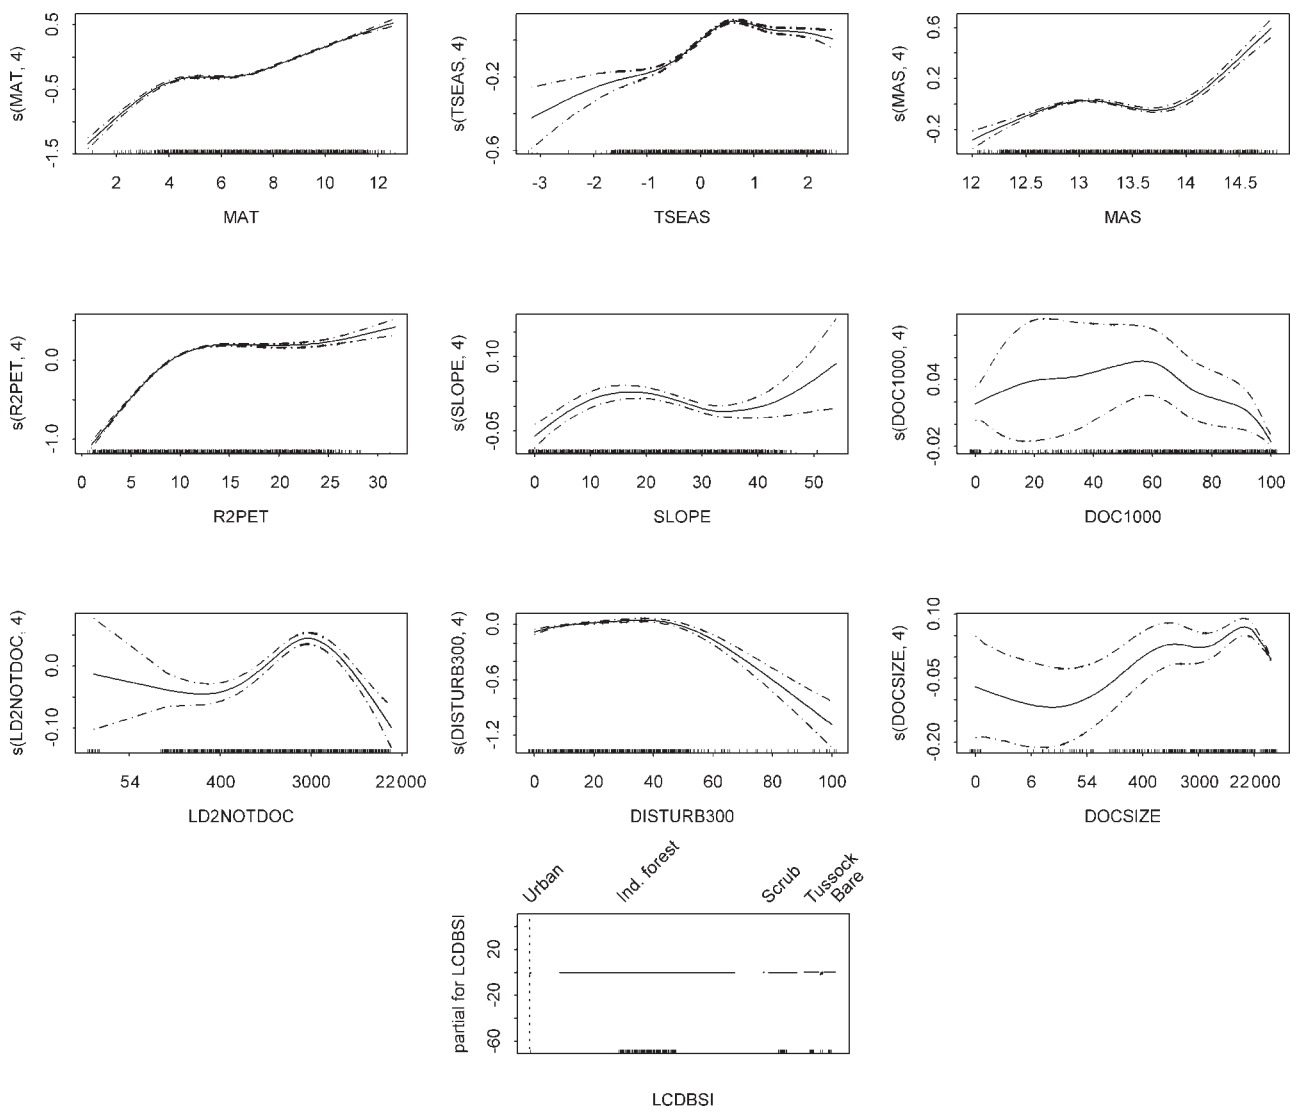 s(MAT, 4)
0.5
-0.5
-1.5
2 4 6 8 10 12
MAT
s(TSEAS, 4)
-0.2
-0.6
-3 -2 -1 0 1 2
TSEAS
s(MAS, 4)
0.6
0.2
-0.2
12 12.5 13 13.5 14 14.5
MAS
s(R2PET, 4)
0.0
-1.0
0 5 10 15 20 25 30
R2PET
s(SLOPE, 4)
0.10
-0.05
0 10 20 30 40 50
SLOPE
s(DOC1000, 4)
0.04
-0.02
0 20 40 60 80 100
DOC1000
s(LD2NOTDOC, 4)
0.0
-0.10
54 400 3000 22000
LD2NOTDOC
s(DISTURB300, 4)
0.0
-0.6
-1.2
0 20 40 60 80 100
DISTURB300
s(DOCSIZE, 4)
0.10
-0.05
-0.20
0 6 54 400 3000 22000
DOCSIZE
Urban Ind. forest Scrub Tussock Bare
partial for LCDBSI
20
-20
-60
LCDBSI